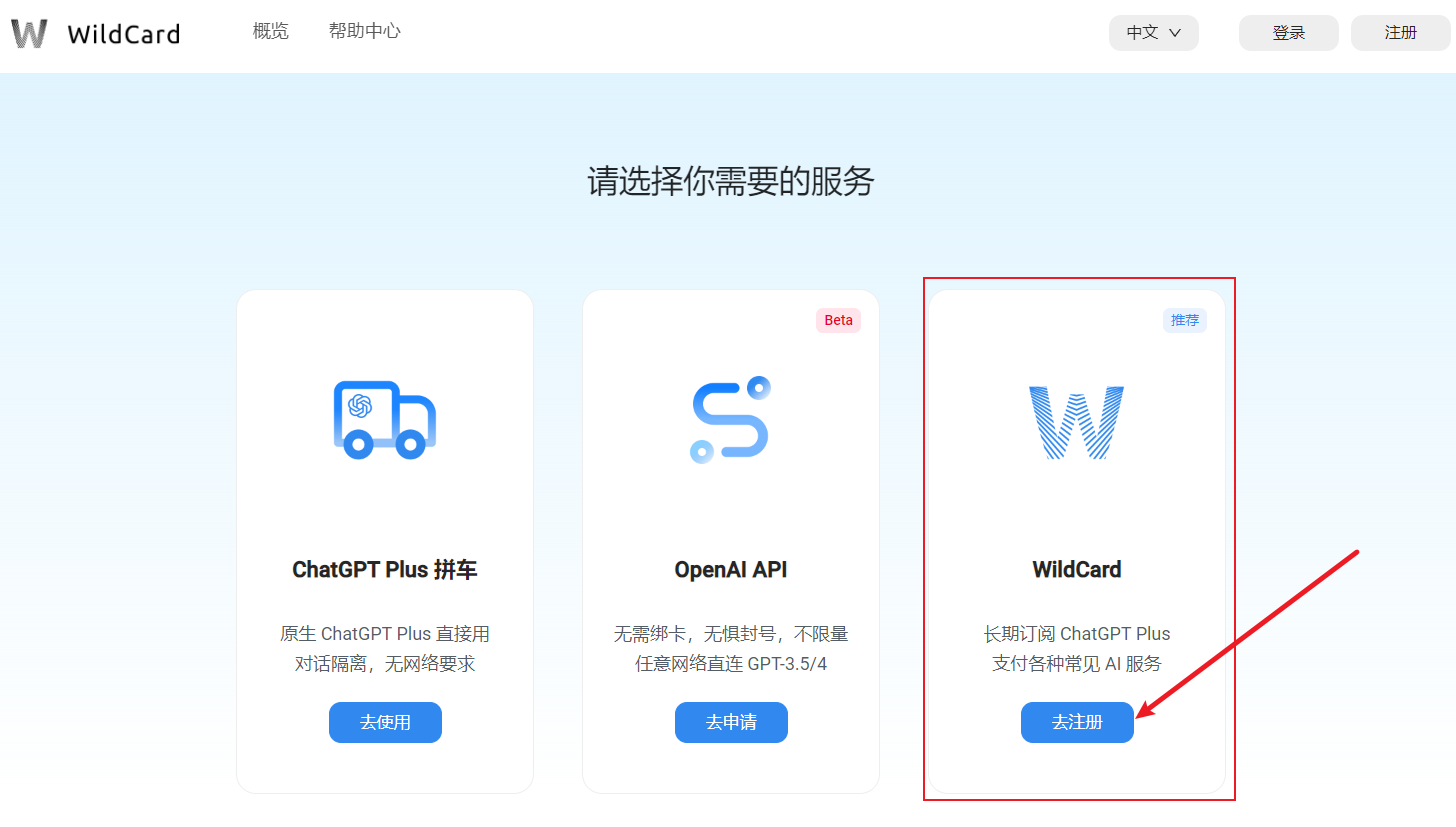 WildCard
概览
帮助中心
中文
登录
注册
请选择你需要的服务
Beta
推荐
W
ChatGPT Plus 拼车
OpenAI API
WildCard
原生 ChatGPT Plus 直接用
对话隔离，无网络要求
无需绑卡，无惧封号，不限量
任意网络直连 GPT-3.5/4
长期订阅 ChatGPT Plus
支付各种常见 AI 服务
去使用
去申请
去注册